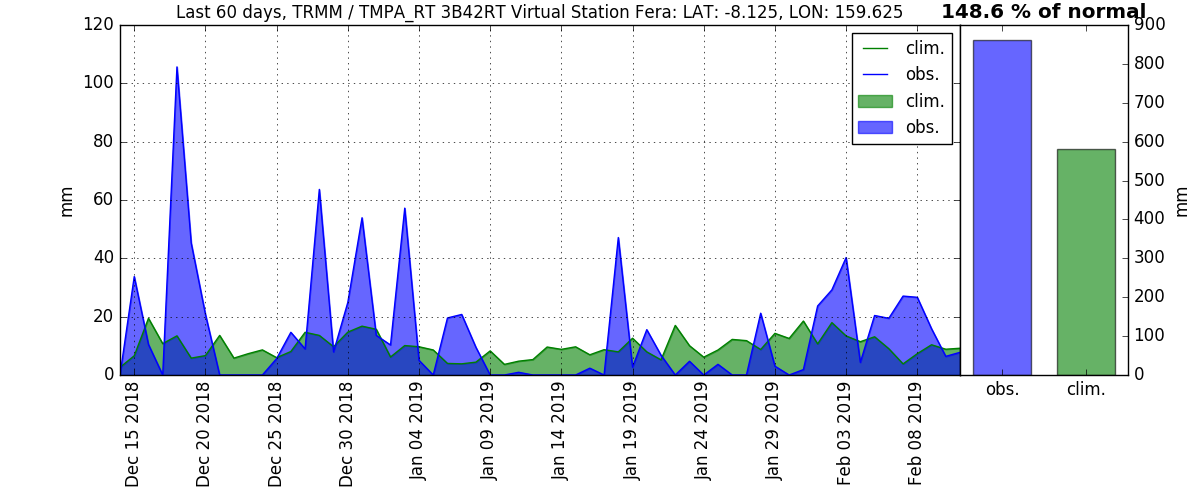 Last 60 days, TRMM / TMPA_RT 3B42RT Virtual Station Fera: LAT: -8.125, LON: 159.625
148.6 % of normal
120
100
80
60
40
20
0
mm
clim.
obs.
clim.
obs.
900
800
700
600
500
400
300
200
100
0
mm
obs.
clim.
Dec 15 2018
Dec 20 2018
Dec 25 2018
Dec 30 2018
Jan 04 2019
Jan 09 2019
Jan 14 2019
Jan 19 2019
Jan 24 2019
Jan 29 2019
Feb 03 2019
Feb 08 2019